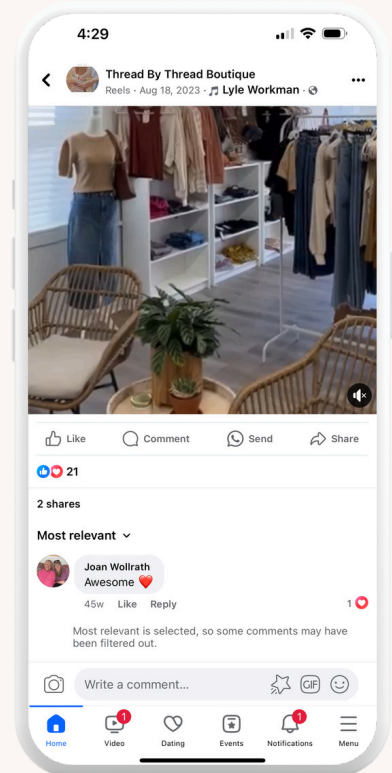 4:29
Thread By Thread Boutique
Reels · Aug 18, 2023 · Lyle Workman ·
Like Comment Send Share
21
2 shares
Most relevant
Joan Wollrath
Awesome ❤️
45w Like Reply 1
Most relevant is selected, so some comments may have
been filtered out.
Write a comment... GIF
1 1
Home Video Dating Events Notifications Menu